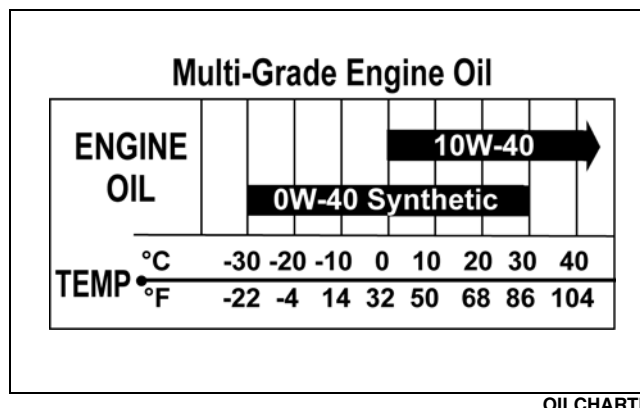 Multi-Grade Engine Oil
ENGINE
OIL
10W-40
0W-40 Synthetic
TEMP
°C -30 -20 -10 0 10 20 30 40
°F -22 -4 14 32 50 68 86 104